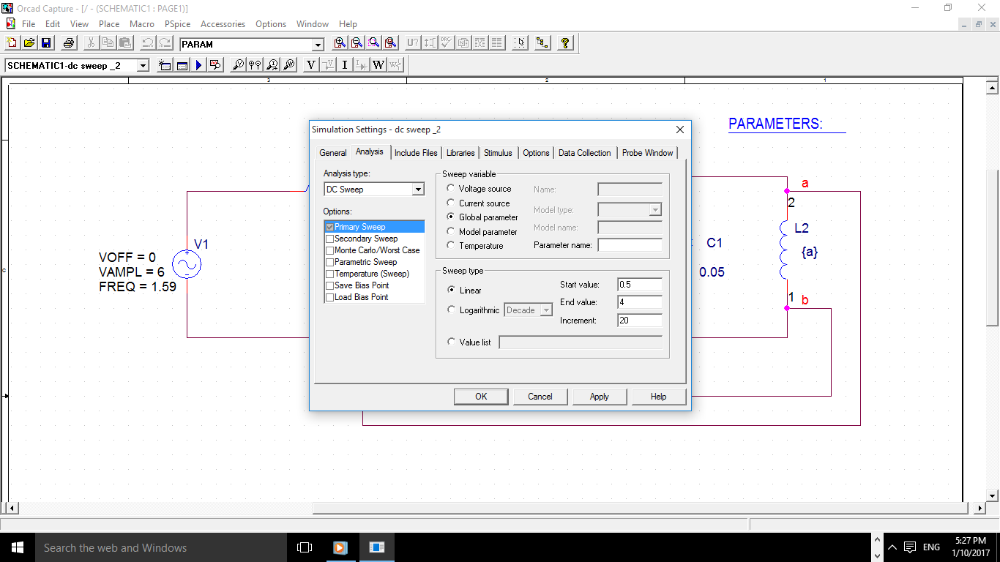 Orcad Capture - [/ - (SCHEMATIC1 : PAGE1)]
File Edit View Place Macro PSpice Accessories Options Window Help
PARAM
U?
DRC
?
SCHEMATIC1-dc sweep _2
V I W
3 2 1
PARAMETERS:
Simulation Settings - dc sweep _2
General Analysis Include Files Libraries Stimulus Options Data Collection Probe Window
Analysis type:
DC Sweep
Options:
Primary Sweep
Secondary Sweep
Monte Carlo/Worst Case
Parametric Sweep
Temperature (Sweep)
Save Bias Point
Load Bias Point
Sweep variable
Voltage source
Current source
Global parameter
Model parameter
Temperature
Name:
Model type:
Model name:
Parameter name:
Sweep type
Linear
Logarithmic Decade
Value list
Start value: 0.5
End value: 4
Increment: 20
OK Cancel Apply Help
V1
+
-
VOFF = 0
VAMPL = 6
FREQ = 1.59
C
a
2
L2
{a}
C1
0.05
1
b
Search the web and Windows
ENG
5:27 PM
1/10/2017